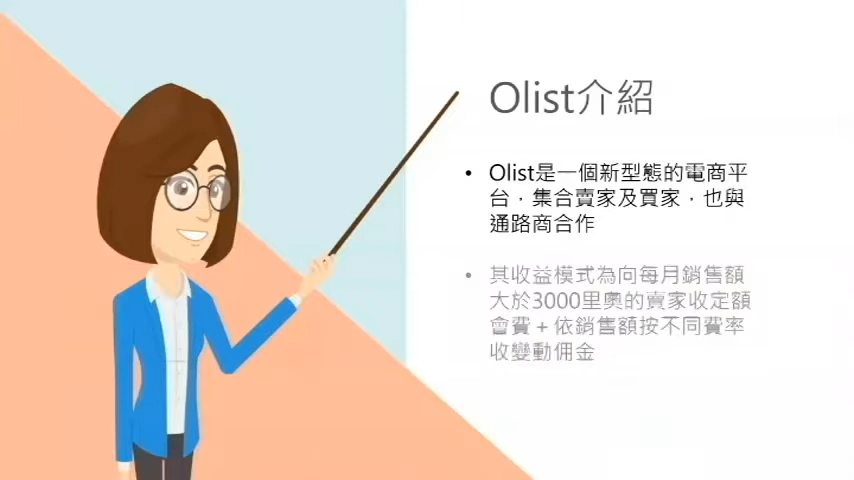 Olist介紹
• Olist是一個新型態的電商平
台，集合賣家及買家，也與
通路商合作
• 其收益模式為向每月銷售額
大於3000里奧的賣家收定額
會費+依銷售額按不同費率
收變動佣金